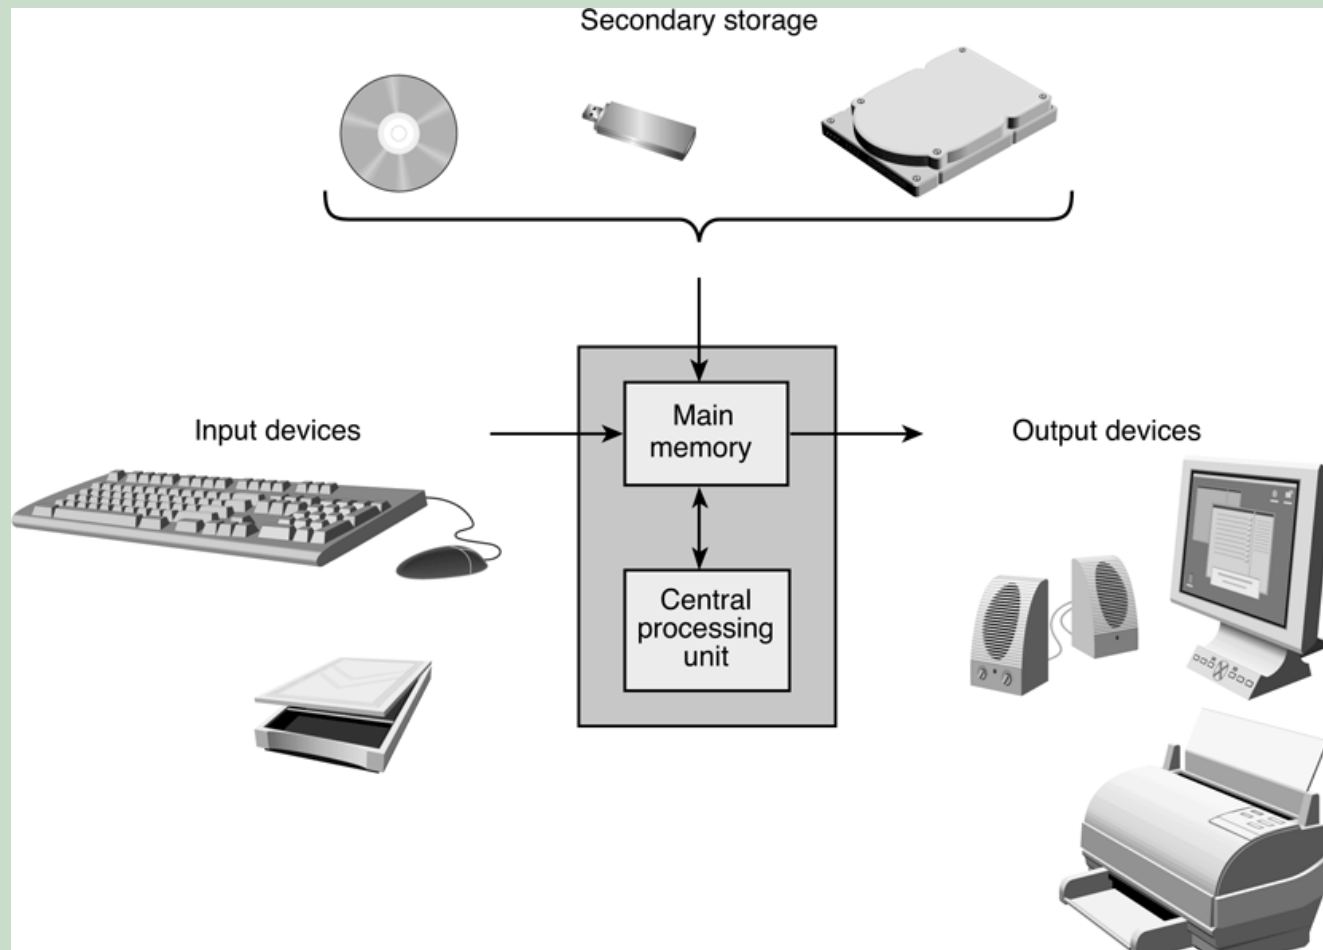 Secondary storage
Input devices
Main
memory
Output devices
Central
processing
unit